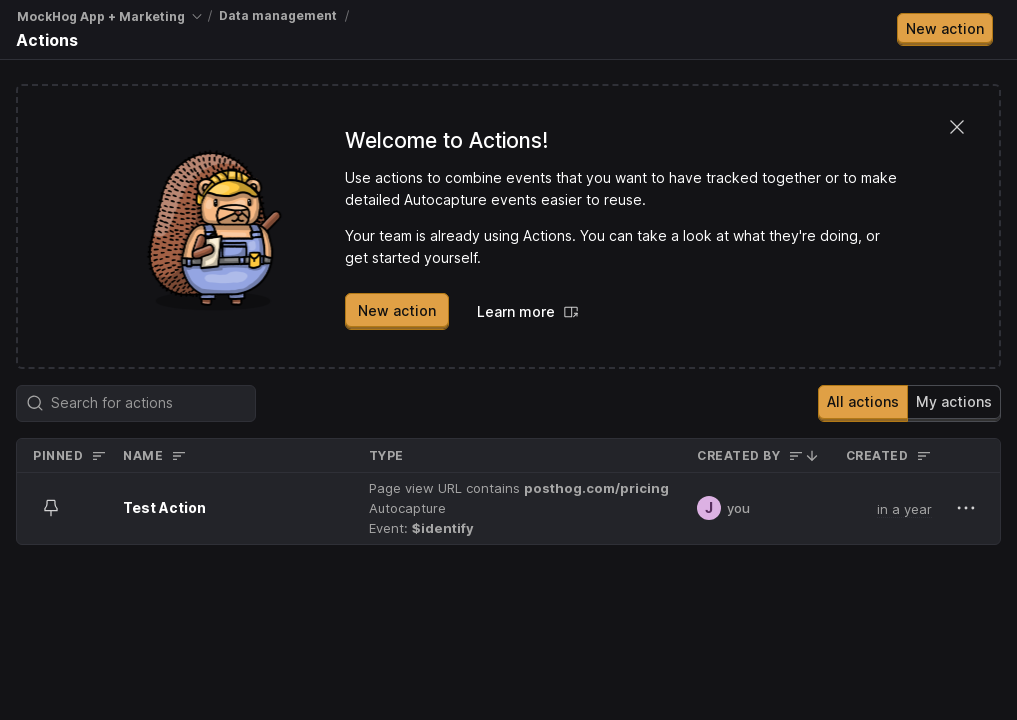 MockHog App + Marketing / Data management /
Actions
New action
Welcome to Actions!
Use actions to combine events that you want to have tracked together or to make
detailed Autocapture events easier to reuse.
Your team is already using Actions. You can take a look at what they're doing, or
get started yourself.
New action
Learn more
Search for actions
All actions
My actions
PINNED NAME TYPE CREATED BY CREATED
Test Action
Page view URL contains posthog.com/pricing
Autocapture
Event: $identify
J you
in a year